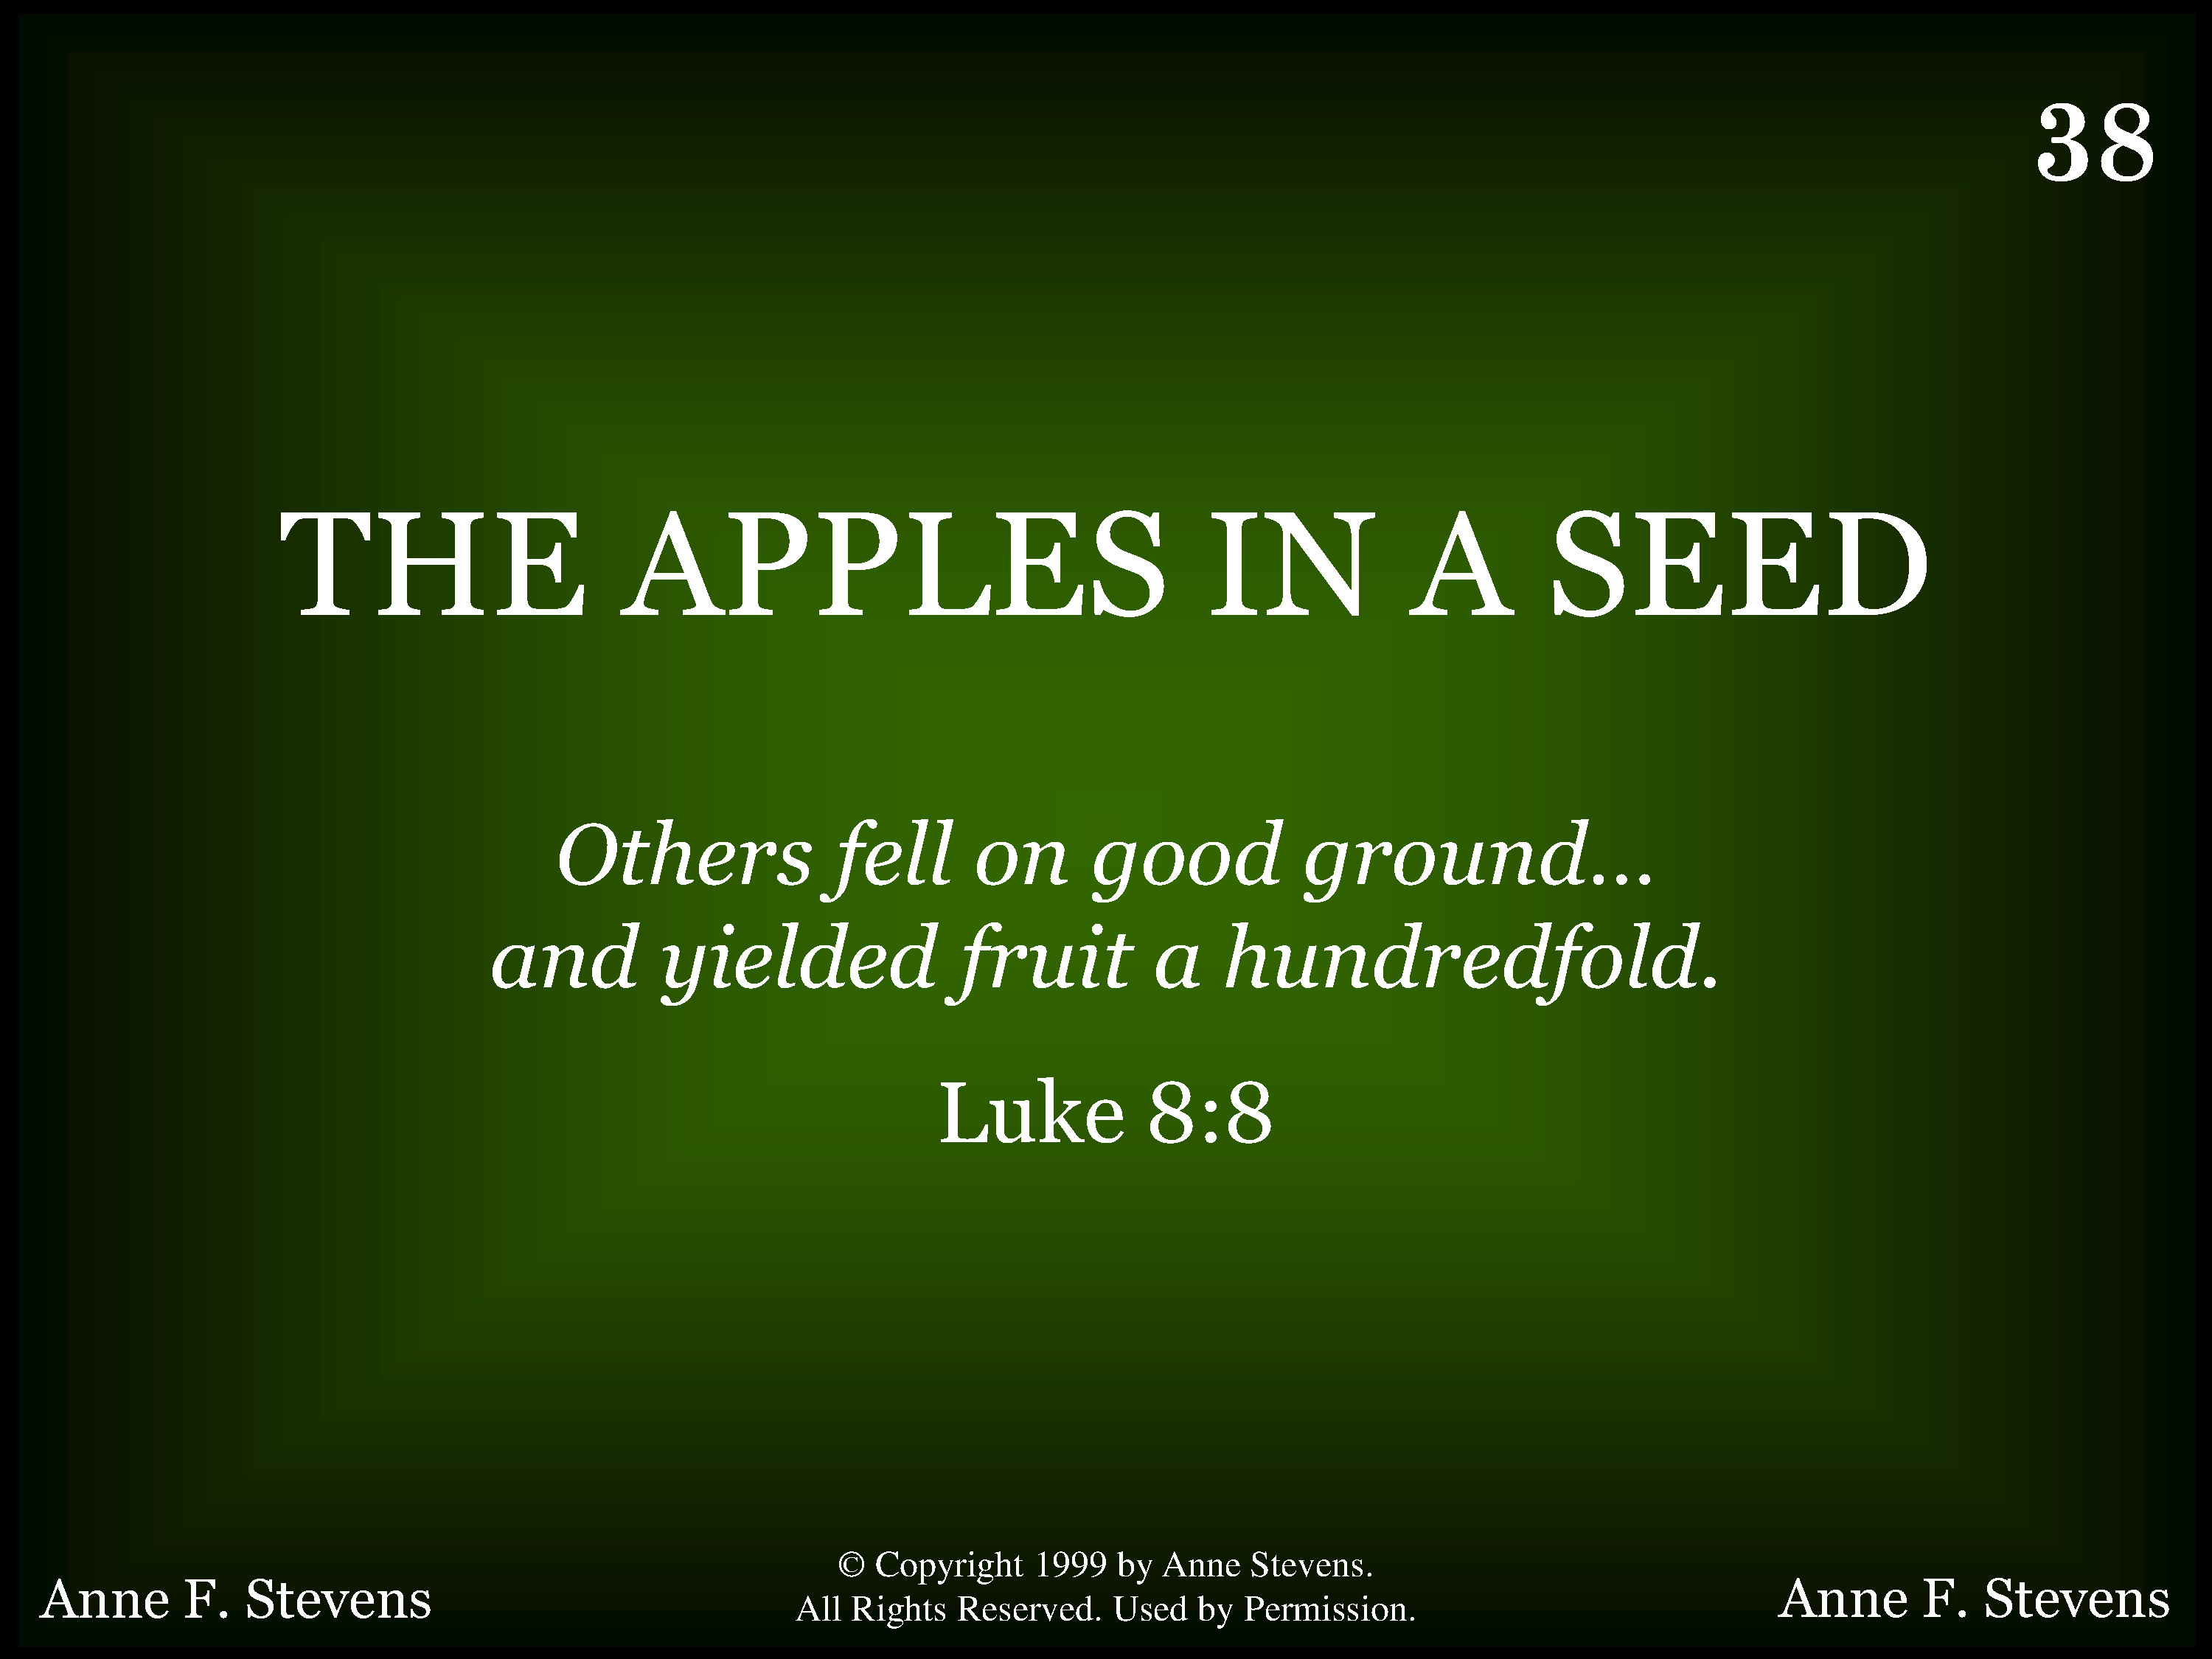 38
THE APPLES IN A SEED
Others fell on good ground…
and yielded fruit a hundredfold.
Luke 8:8
Anne F. Stevens
© Copyright 1999 by Anne Stevens.
All Rights Reserved. Used by Permission.
Anne F. Stevens